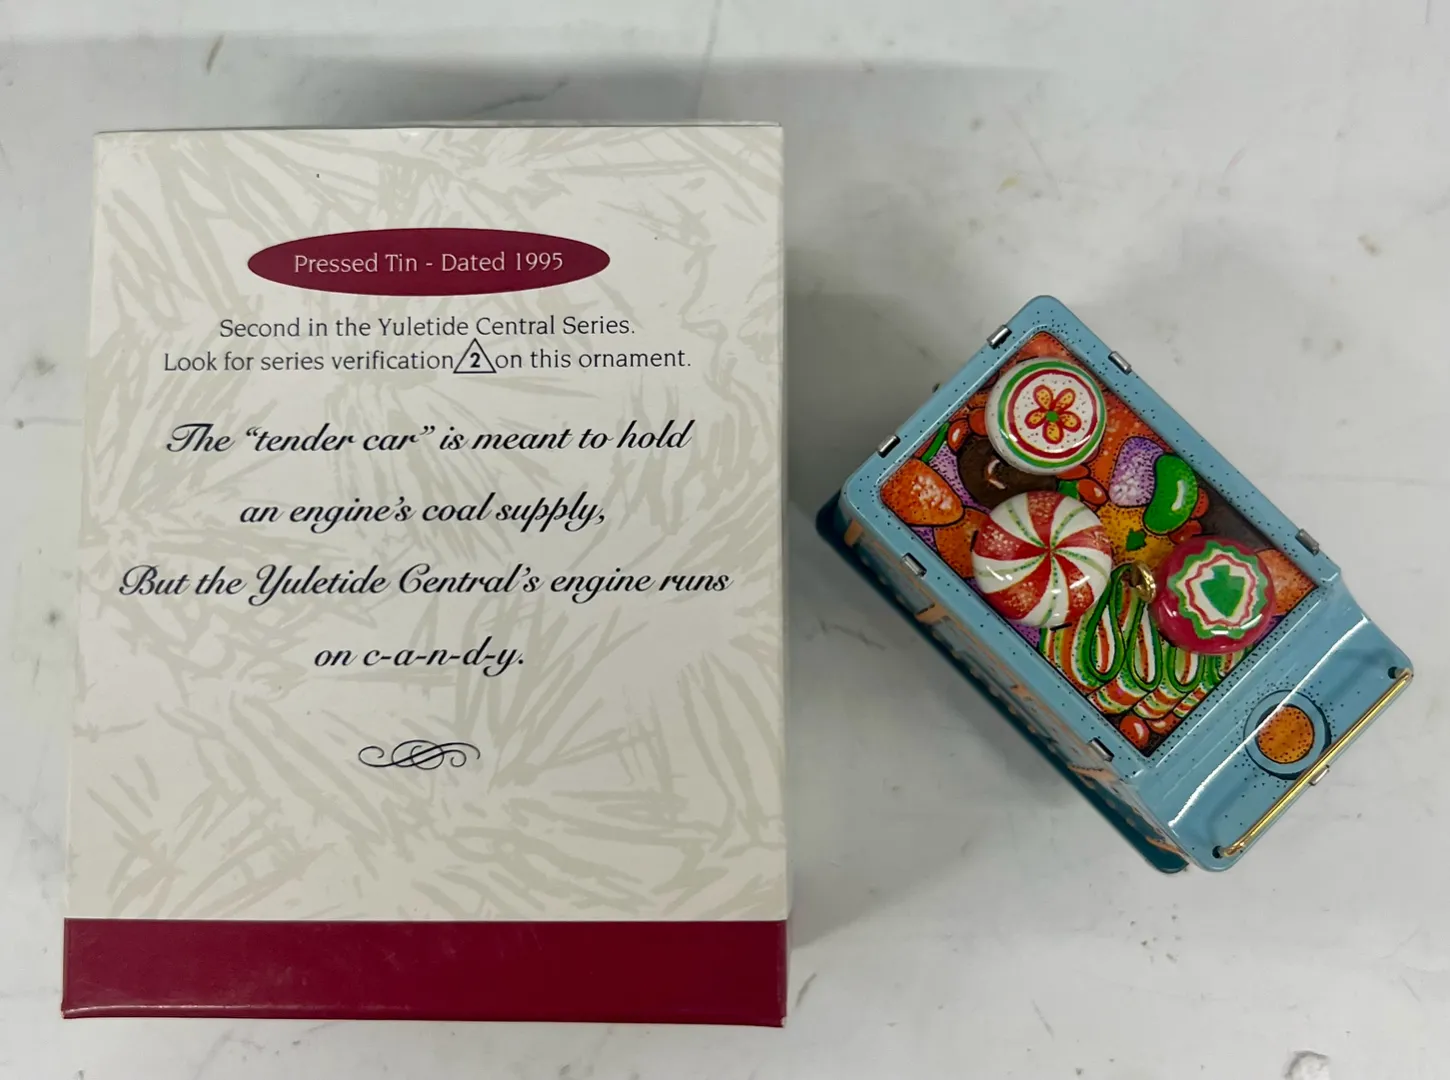 Pressed Tin - Dated 1995
Second in the Yuletide Central Series.
Look for series verification 2 on this ornament.
The “tender car” is meant to hold
an engine’s coal supply,
But the Yuletide Central’s engine runs
on c-a-n-d-y.